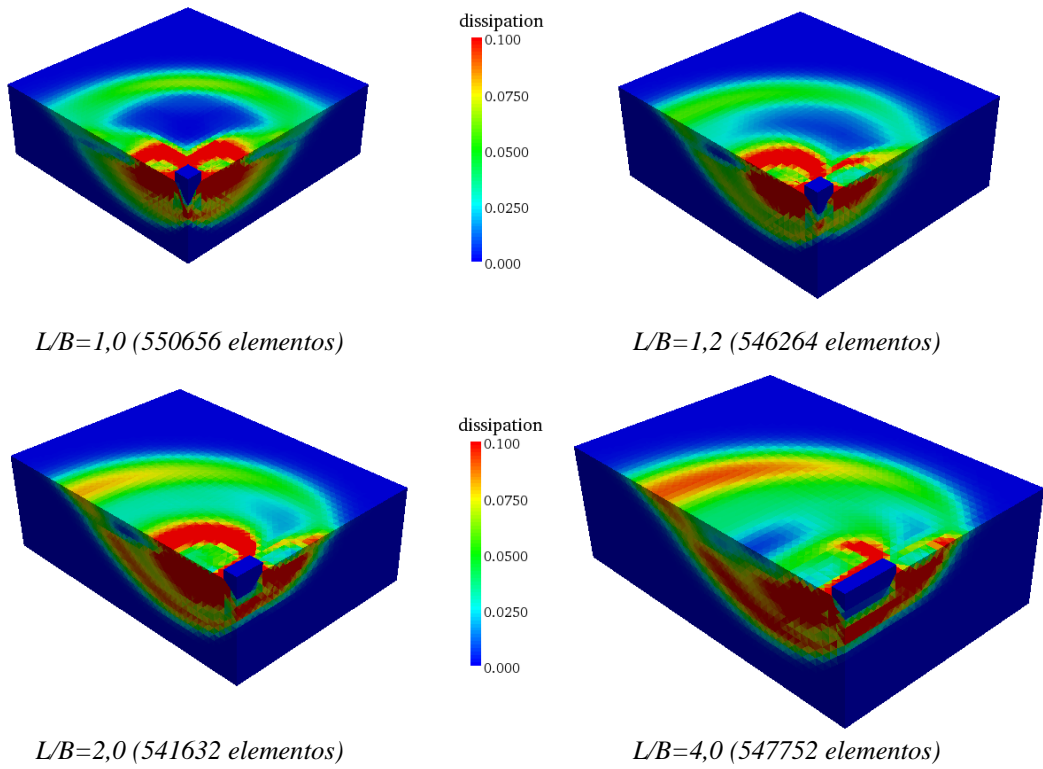 dissipation
0.100
0.0750
0.0500
0.0250
0.000
L/B=1,0 (550656 elementos)
L/B=1,2 (546264 elementos)
dissipation
0.100
0.0750
0.0500
0.0250
0.000
L/B=2,0 (541632 elementos)
L/B=4,0 (547752 elementos)